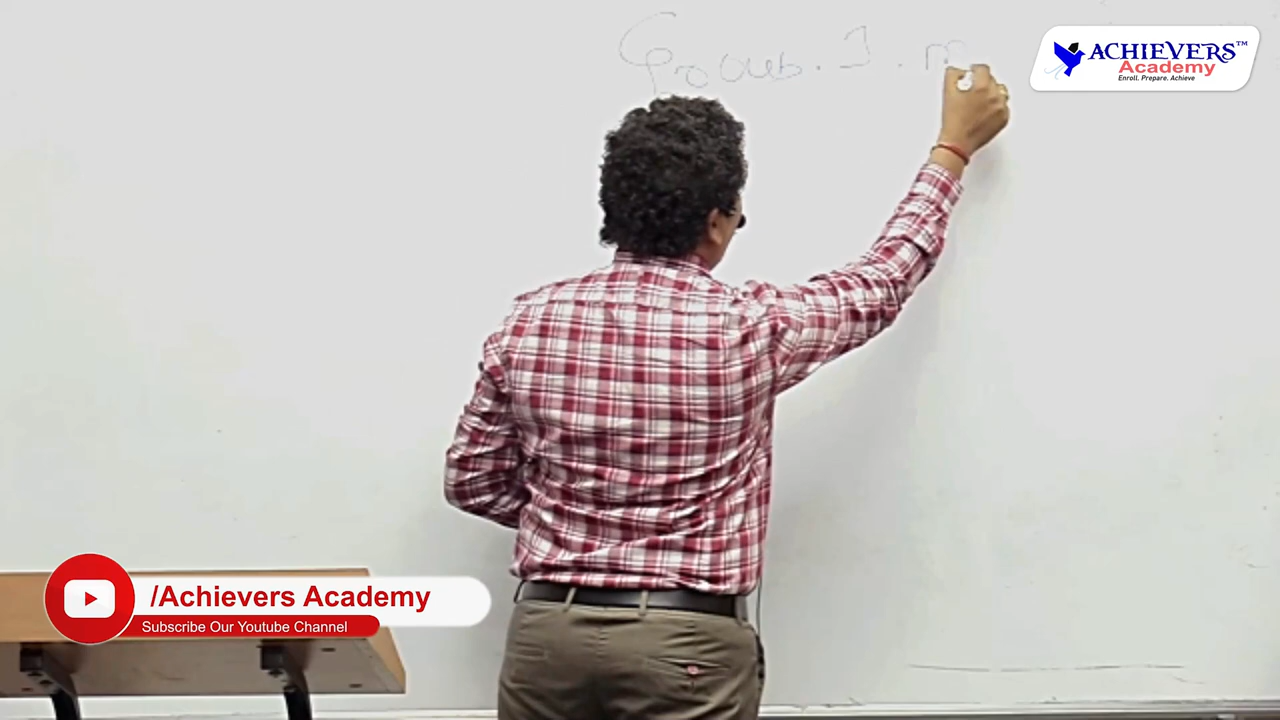 Group. I. m
ACHIEVERS™
Academy
Enroll. Prepare. Achieve
/Achievers Academy
Subscribe Our Youtube Channel